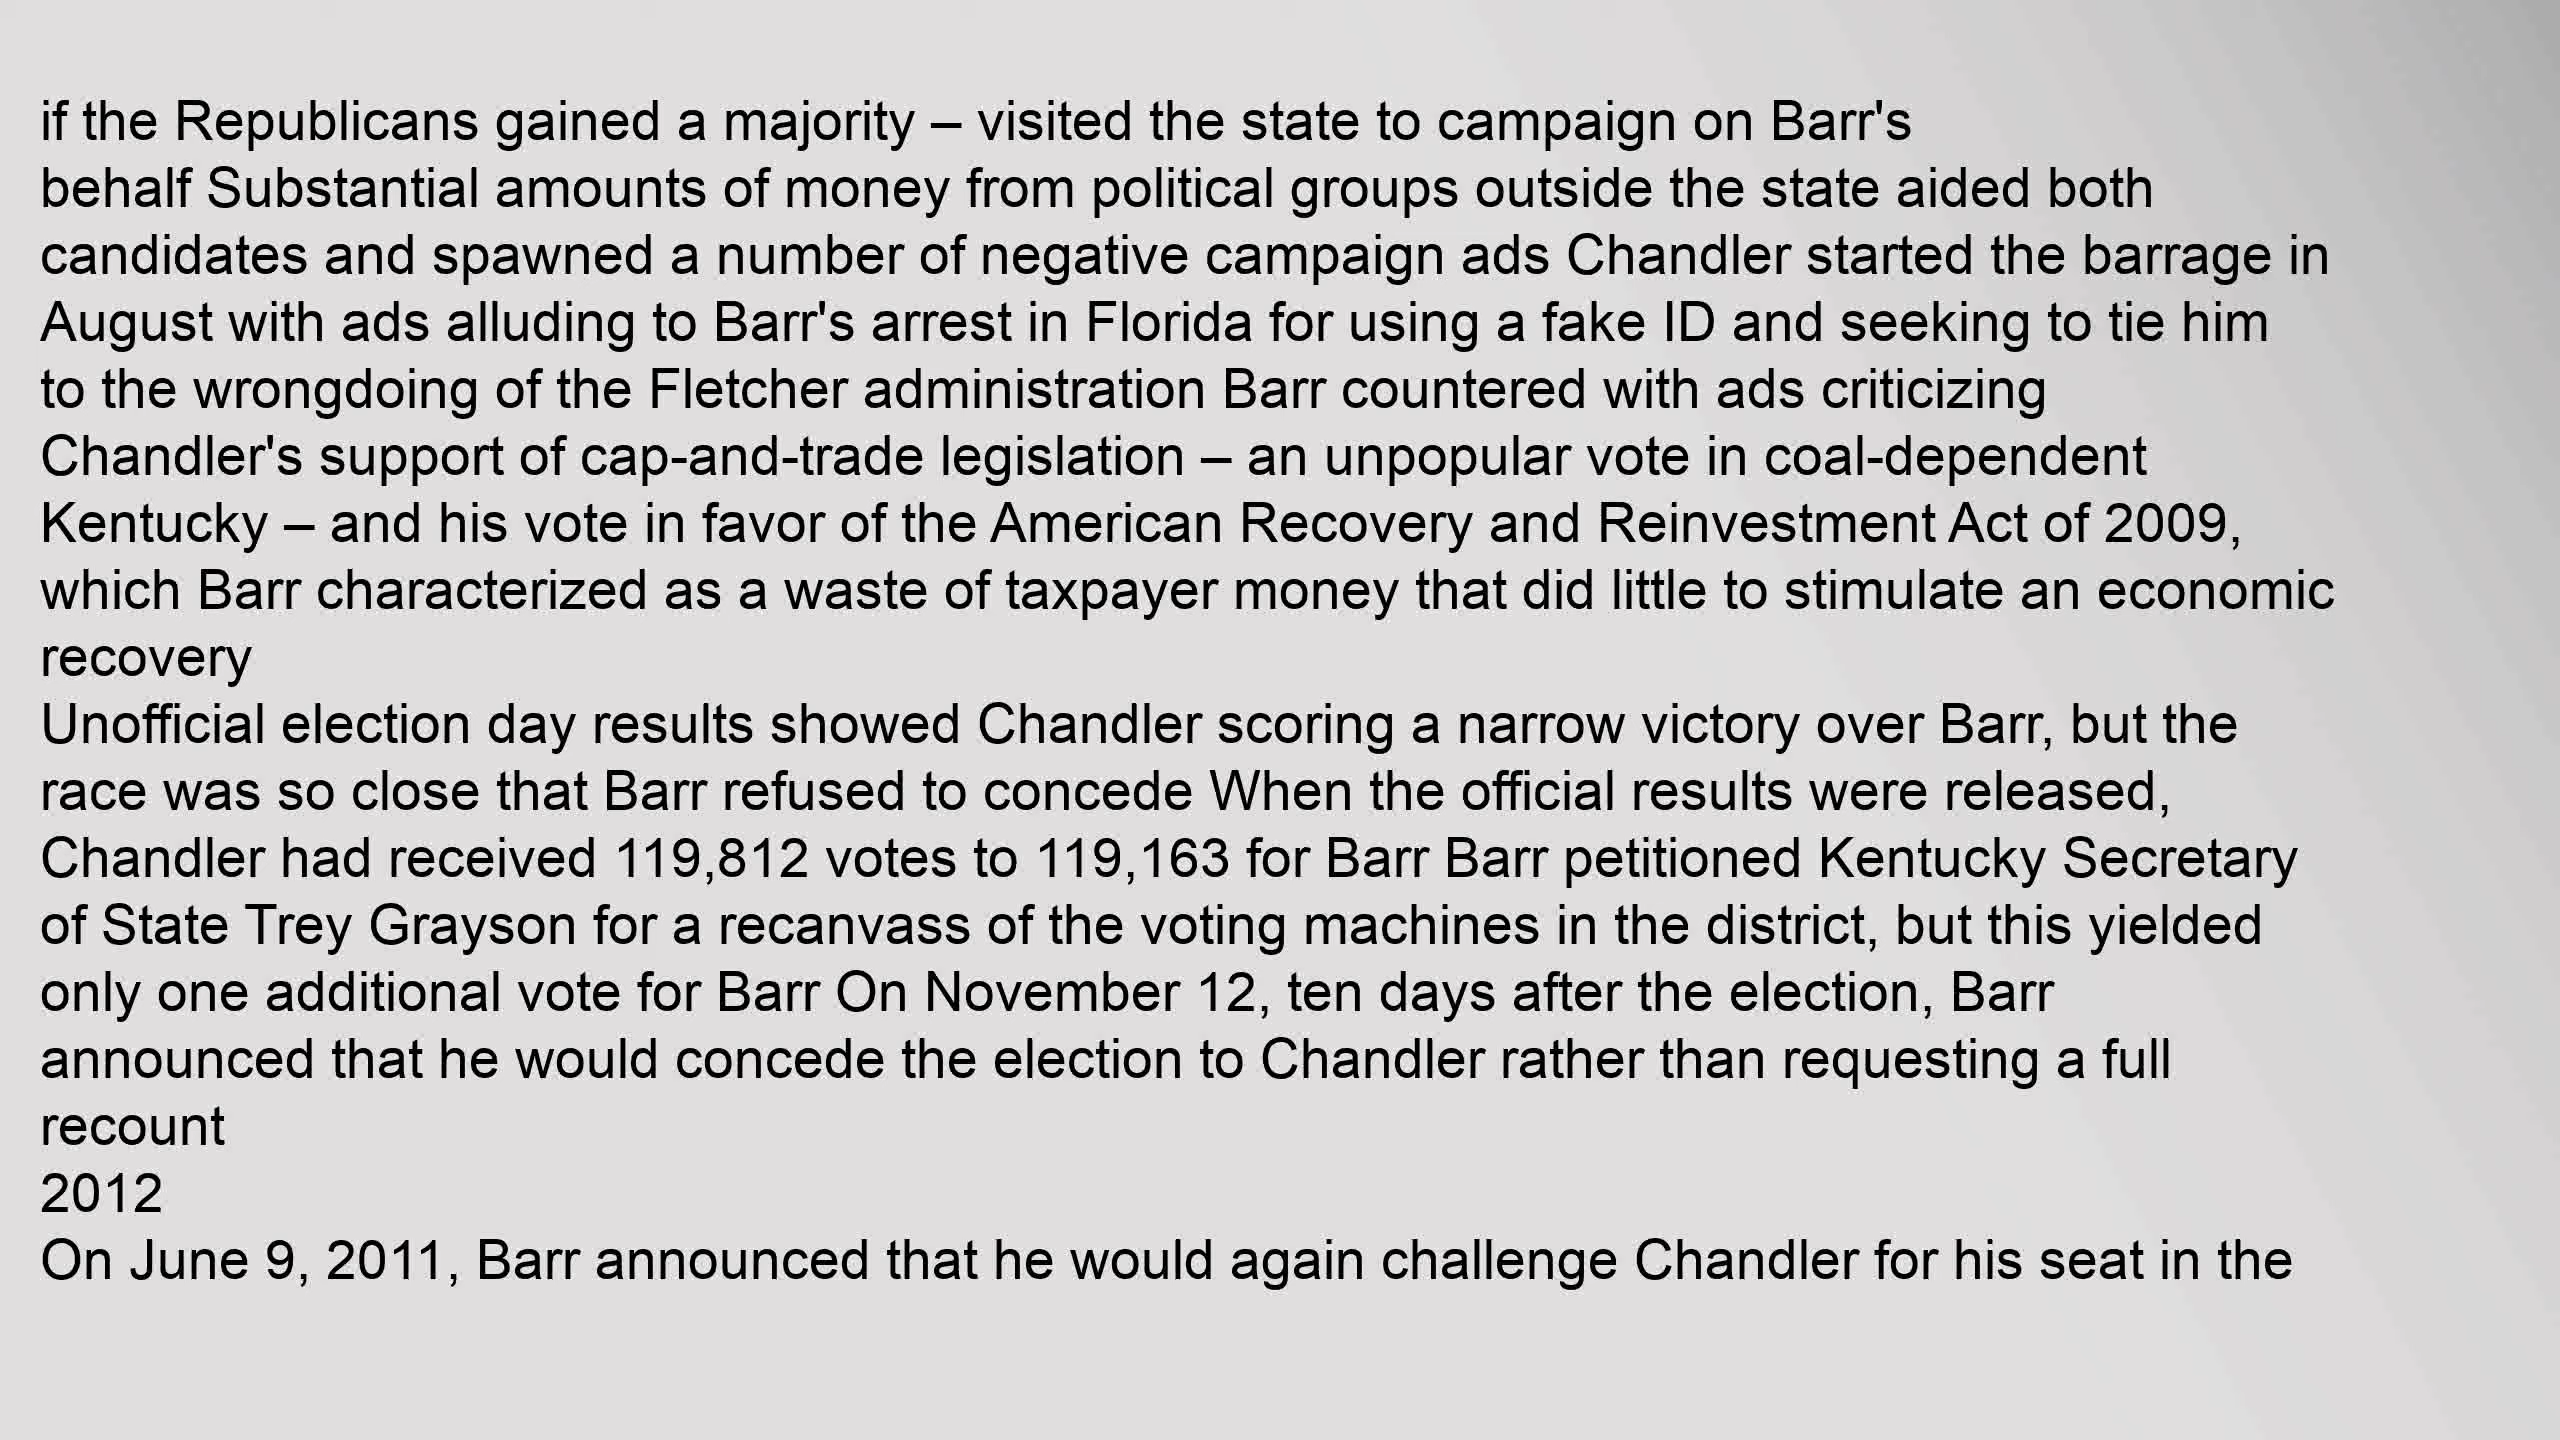 if the Republicans gained a majority – visited the state to campaign on Barr's
behalf Substantial amounts of money from political groups outside the state aided both
candidates and spawned a number of negative campaign ads Chandler started the barrage in
August with ads alluding to Barr's arrest in Florida for using a fake ID and seeking to tie him
to the wrongdoing of the Fletcher administration Barr countered with ads criticizing
Chandler's support of cap-and-trade legislation – an unpopular vote in coal-dependent
Kentucky – and his vote in favor of the American Recovery and Reinvestment Act of 2009,
which Barr characterized as a waste of taxpayer money that did little to stimulate an economic
recovery
Unofficial election day results showed Chandler scoring a narrow victory over Barr, but the
race was so close that Barr refused to concede When the official results were released,
Chandler had received 119,812 votes to 119,163 for Barr Barr petitioned Kentucky Secretary
of State Trey Grayson for a recanvass of the voting machines in the district, but this yielded
only one additional vote for Barr On November 12, ten days after the election, Barr
announced that he would concede the election to Chandler rather than requesting a full
recount
2012
On June 9, 2011, Barr announced that he would again challenge Chandler for his seat in the